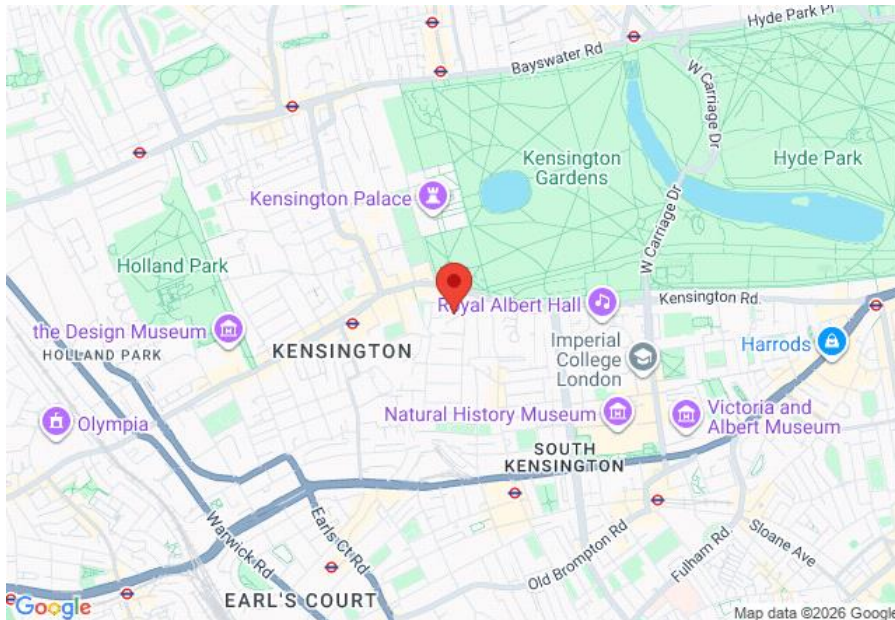 Hyde Park Pl
Bayswater Rd
W Carriage Dr
Kensington
Gardens
Hyde Park
Kensington Palace
W Carriage Dr
Holland Park
Royal Albert Hall
Kensington Rd.
the Design Museum
HOLLAND PARK
KENSINGTON
Imperial
College
London
Harrods
Olympia
Natural History Museum
Victoria and
Albert Museum
SOUTH
KENSINGTON
Warwick Rd
Earls Ct Rd
Old Brompton Rd
Fulham Rd.
Sloane Ave
EARL'S COURT
Google
Map data ©2026 Google